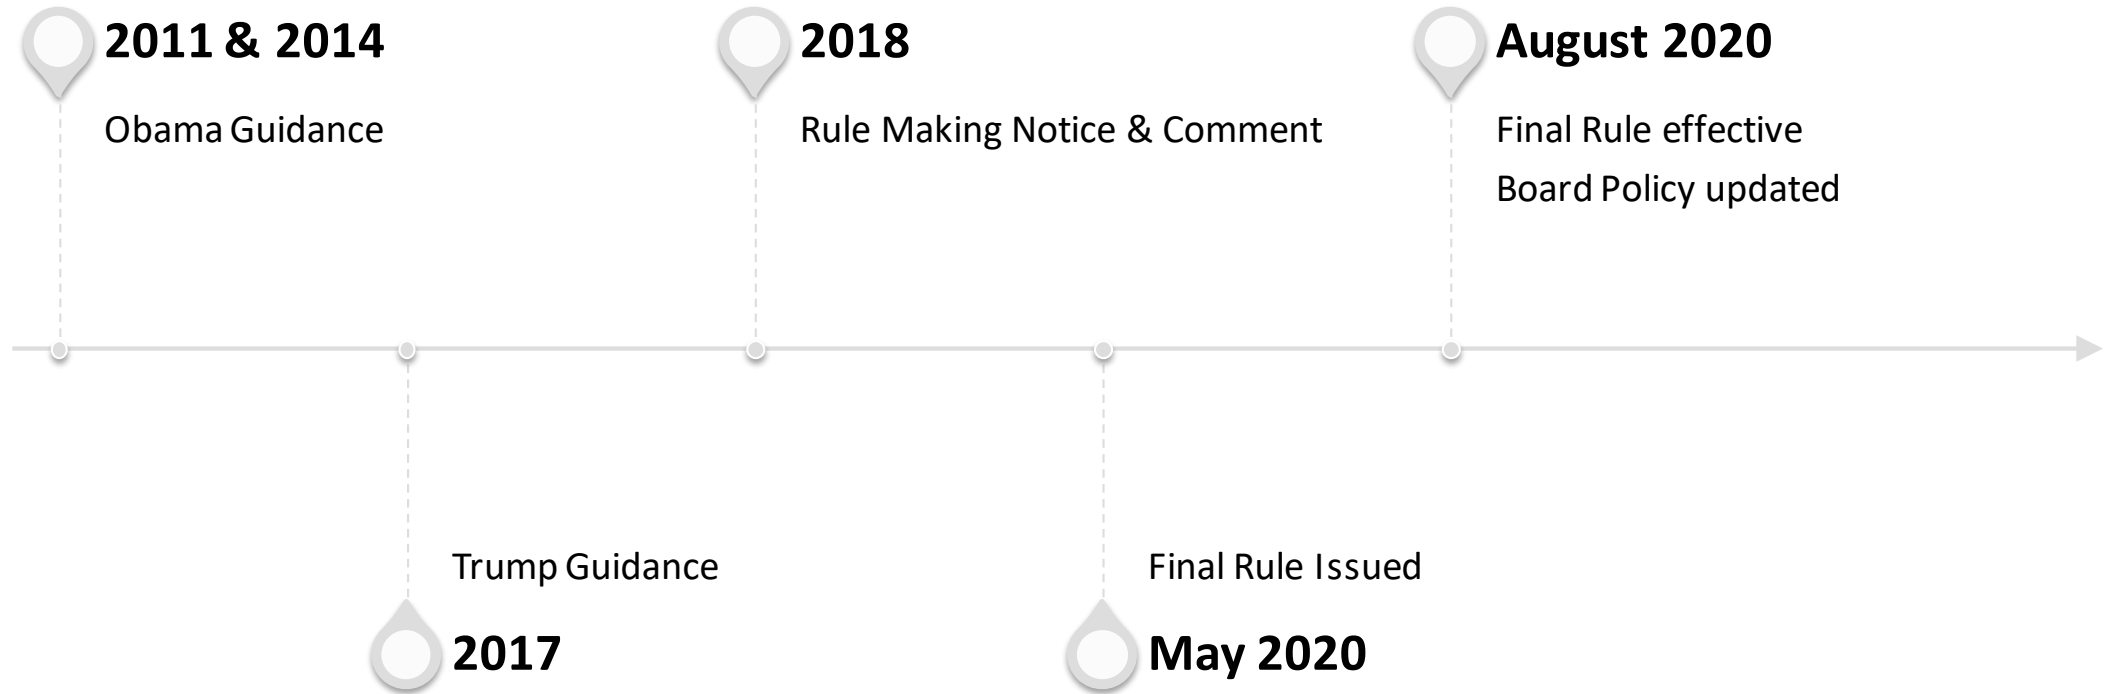 2011 & 2014
Obama Guidance
2018
Rule Making Notice & Comment
August 2020
Final Rule effective
Board Policy updated
Trump Guidance
2017
Final Rule Issued
May 2020